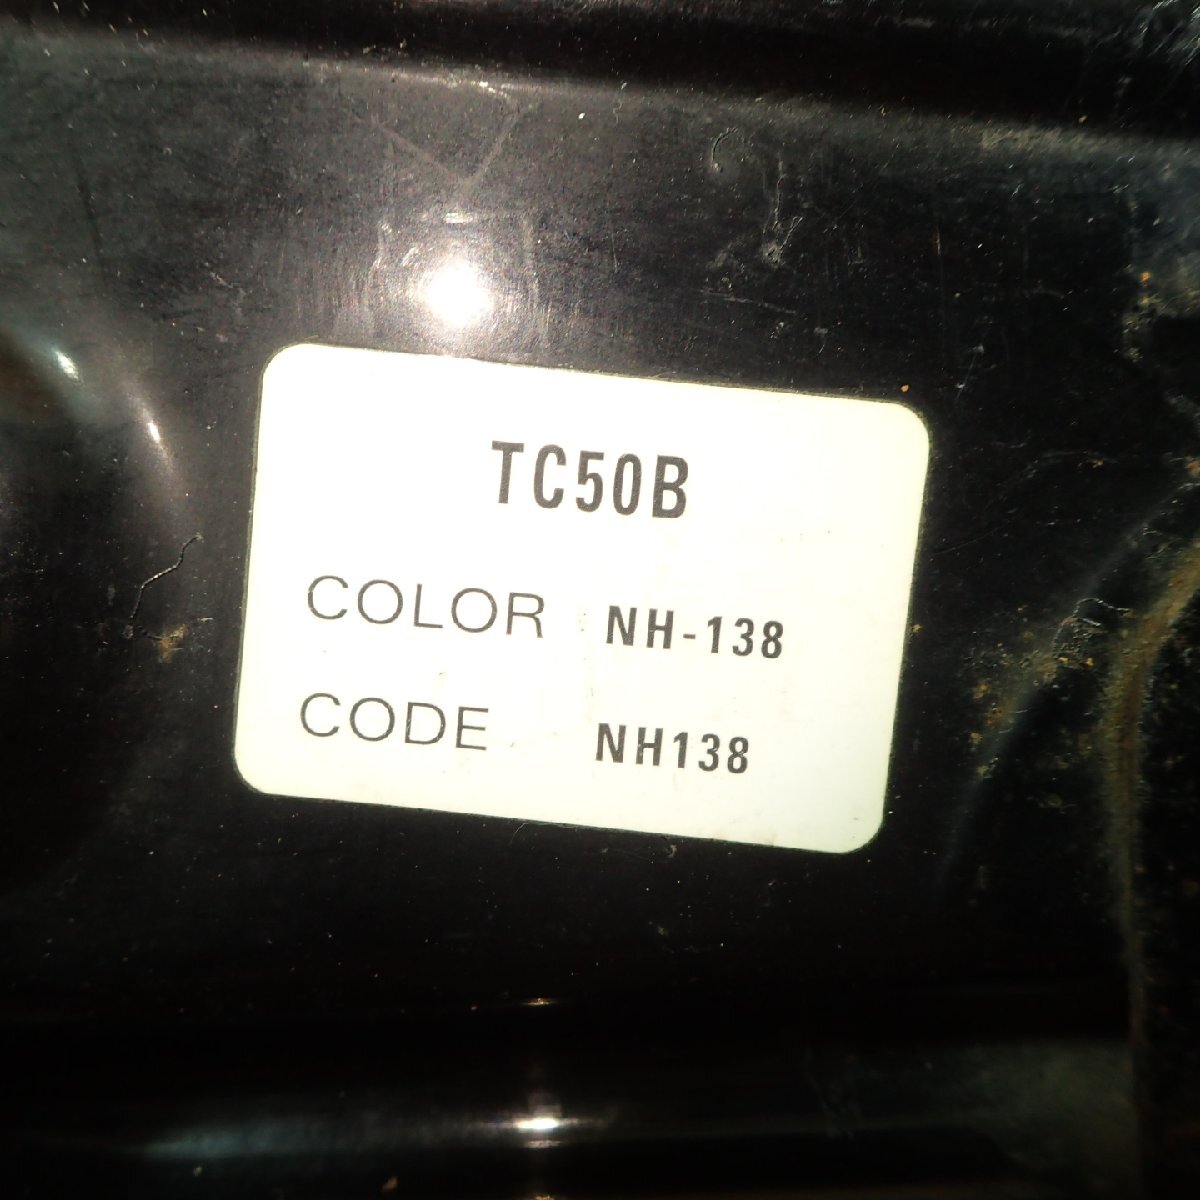 TC50B
COLOR NH-138
CODE NH138